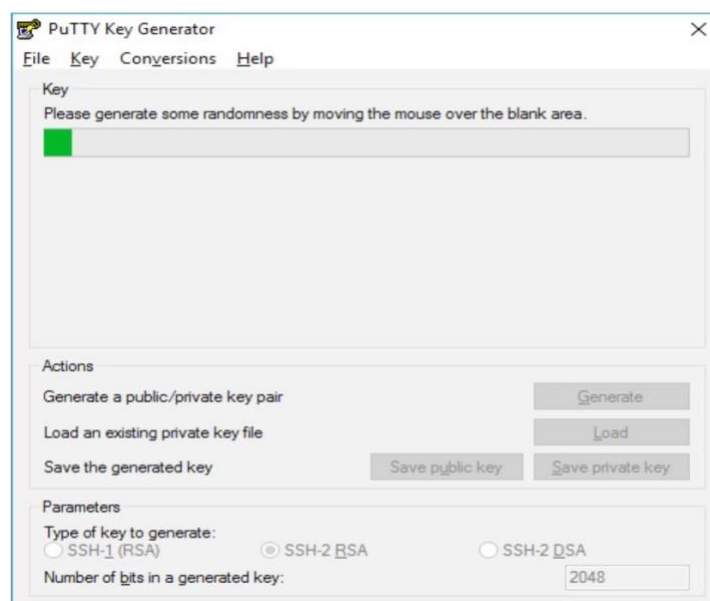 PuTTY Key Generator
File Key Conversions Help
Key
Please generate some randomness by moving the mouse over the blank area.
Actions
Generate a public/private key pair Generate
Load an existing private key file Load
Save the generated key Save public key Save private key
Parameters
Type of key to generate:
SSH-1 (RSA) SSH-2 RSA SSH-2 DSA
Number of bits in a generated key: 2048